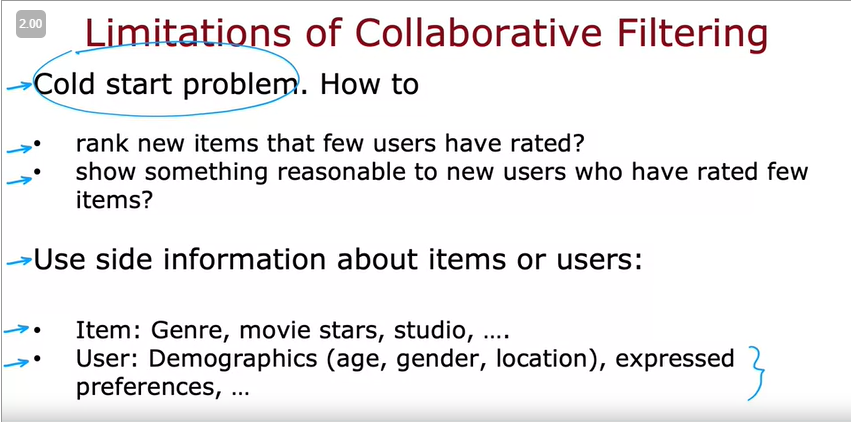 2.00
Limitations of Collaborative Filtering
Cold start problem. How to
• rank new items that few users have rated?
• show something reasonable to new users who have rated few
items?
Use side information about items or users:
• Item: Genre, movie stars, studio, ....
• User: Demographics (age, gender, location), expressed
preferences, ...